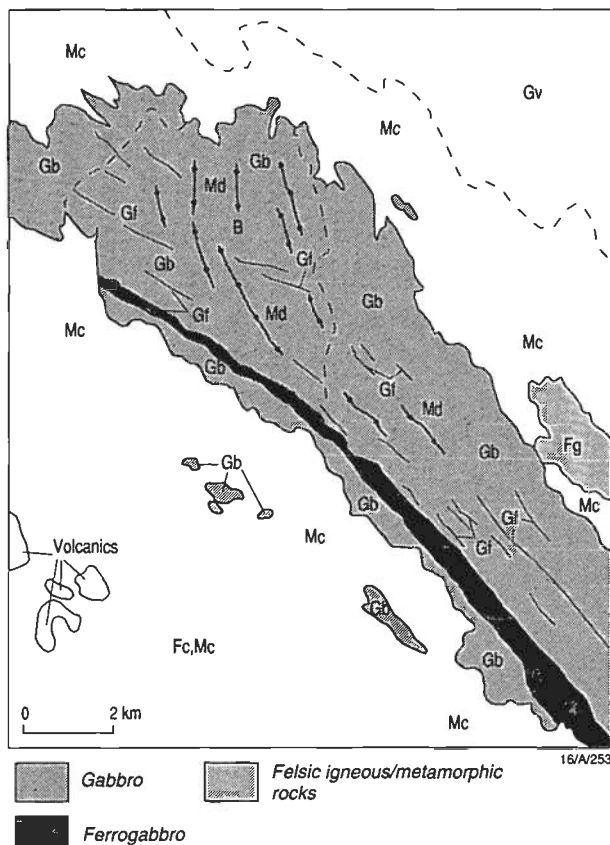 Mc
Gv
Mc
Gb
Gb
Md
B
Gf
Gf
Gb
Gb
Md
Gf
Mc
Gb
Mc
Gf
Md
Fg
Gb
Gb
Mc
Gb
Mc
Gf
Gf
Volcanics
Gb
Gb
Fc,Mc
Mc
0 2 km
16/A/253
Gabbro
Felsic igneous/metamorphic
rocks
Ferrogabbro